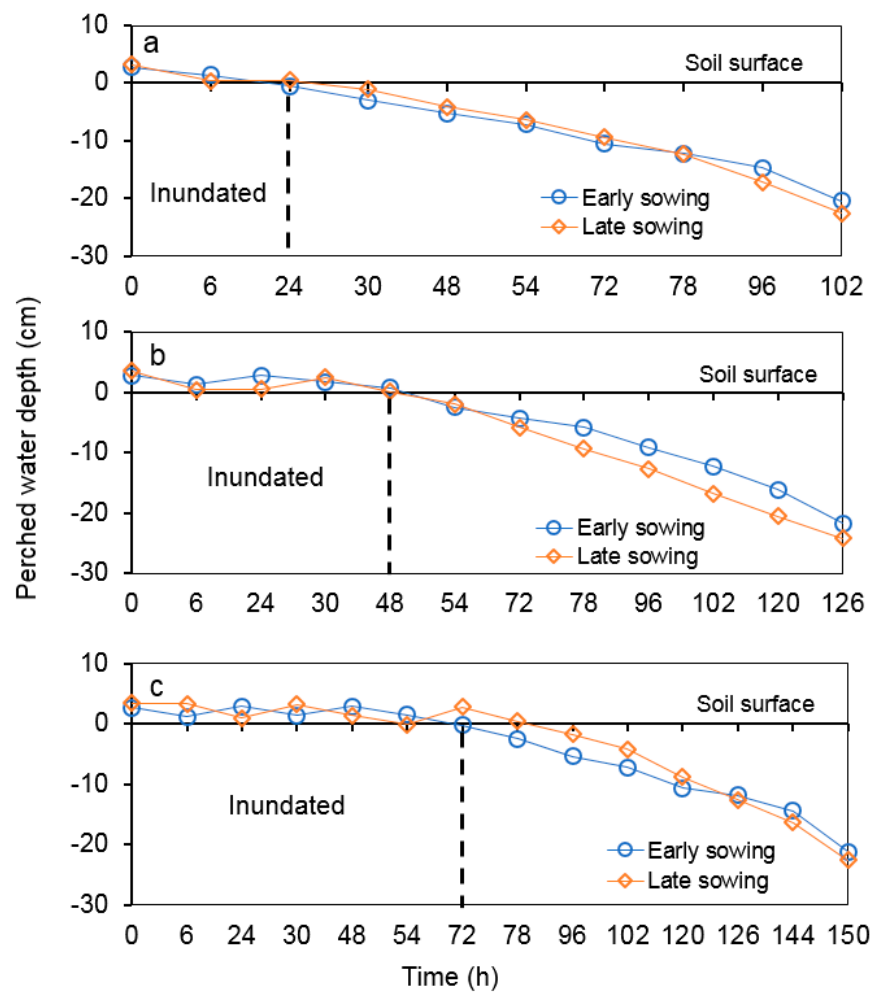 Perched water depth (cm)
10
a
Soil surface
0
-10
Inundated
-20
Early sowing
Late sowing
-30
0 6 24 30 48 54 72 78 96 102
10
b
Soil surface
0
-10
Inundated
-20
Early sowing
Late sowing
-30
0 6 24 30 48 54 72 78 96 102 120 126
10
c
Soil surface
0
-10
Inundated
-20
Early sowing
Late sowing
-30
0 6 24 30 48 54 72 78 96 102 120 126 144 150
Time (h)